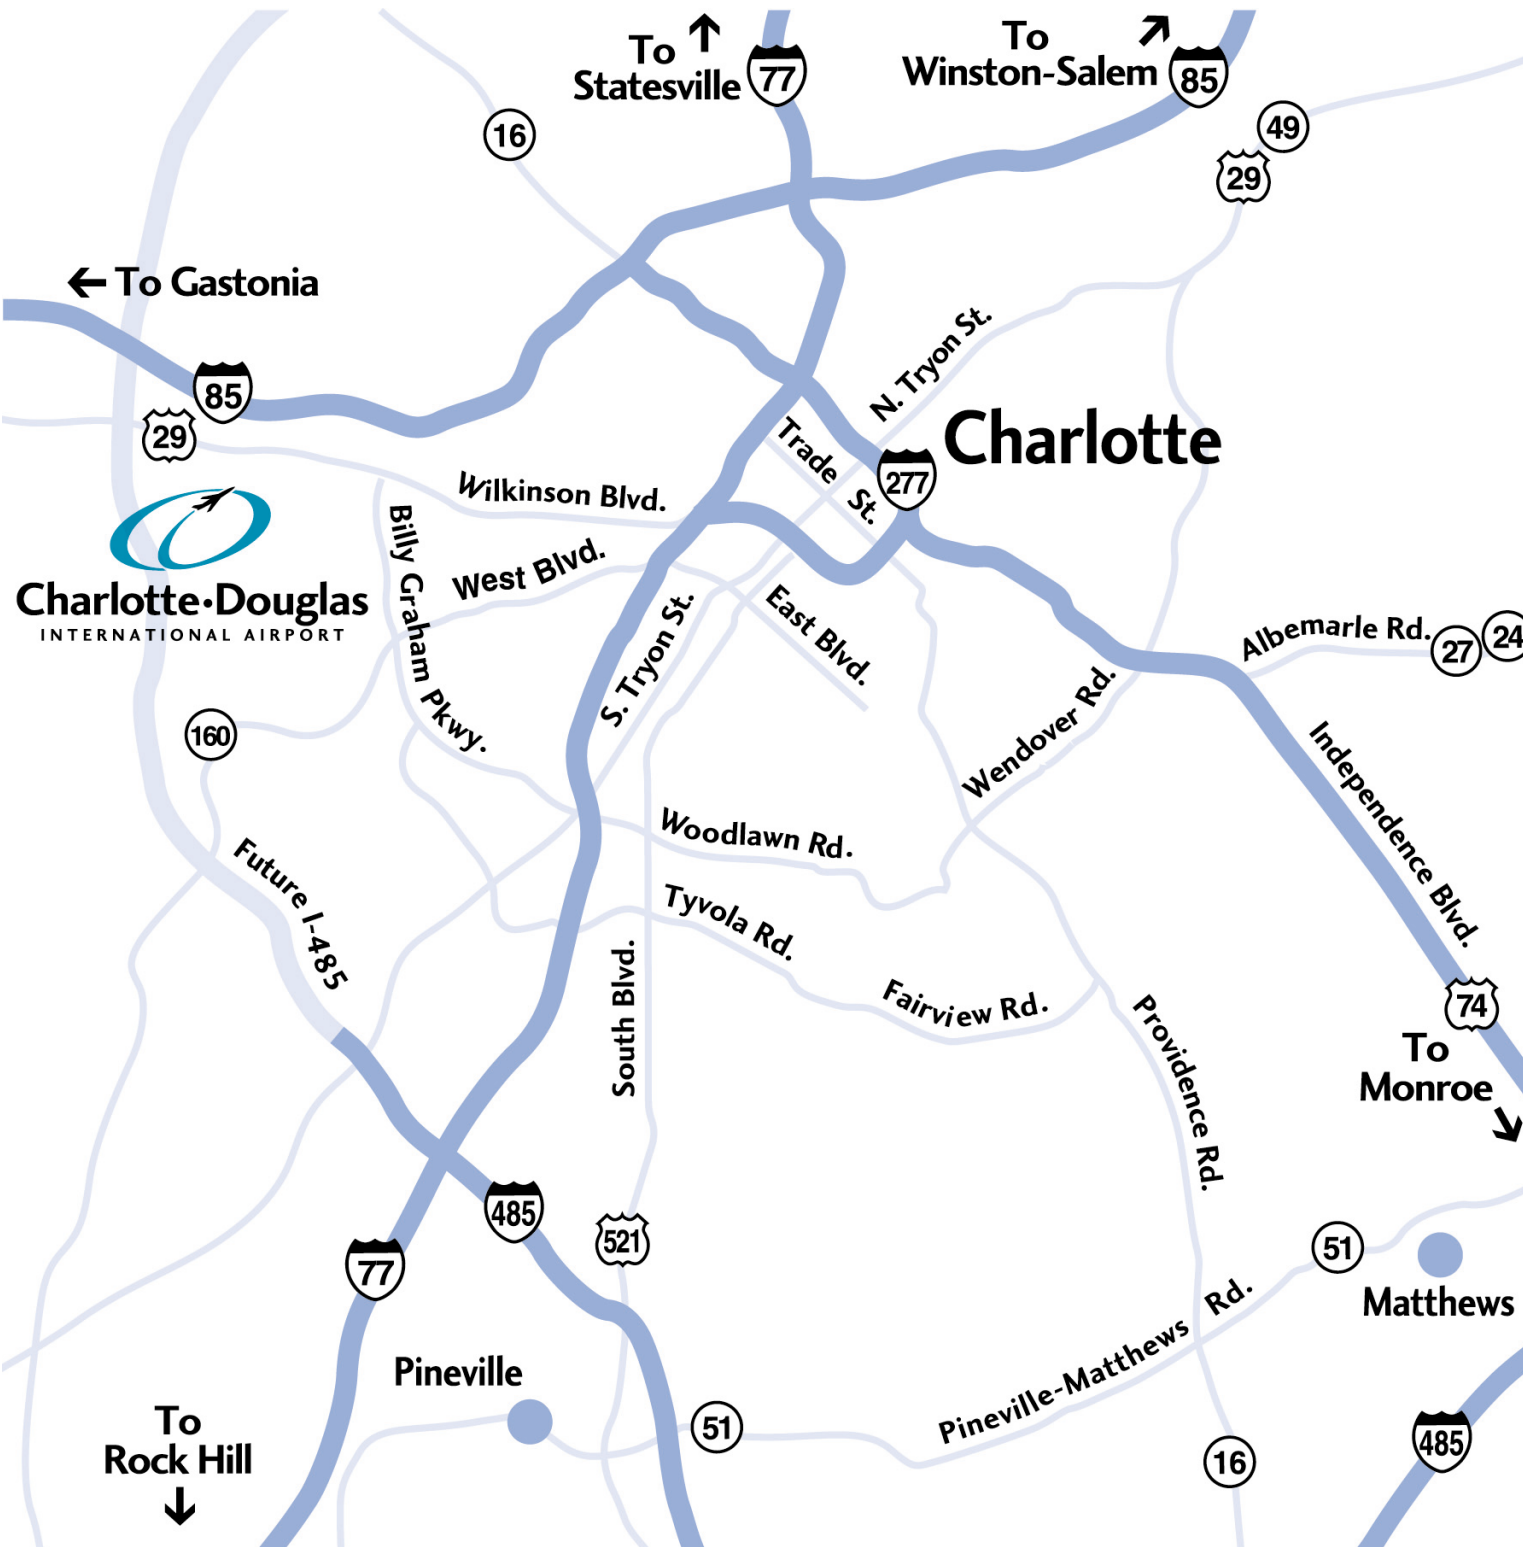 To
Statesville
77
To
Winston-Salem
85
16
49
29
To Gastonia
85
29
N. Tryon St.
Charlotte
Trade St.
277
Wilkinson Blvd.
Billy Graham Pkwy.
West Blvd.
Charlotte•Douglas
INTERNATIONAL AIRPORT
S. Tryon St.
East Blvd.
Albemarle Rd.
27
24
160
Wendover Rd.
Independence Blvd.
Woodlawn Rd.
Future I-485
Tyvola Rd.
South Blvd.
Fairview Rd.
Providence Rd.
74
To
Monroe
485
521
77
51
Matthews
Pineville-Matthews Rd.
Pineville
To
Rock Hill
51
16
485